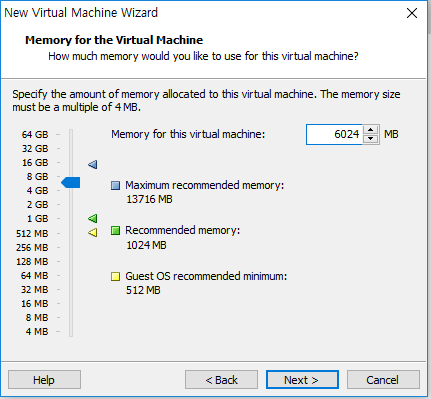 New Virtual Machine Wizard
Memory for the Virtual Machine
How much memory would you like to use for this virtual machine?
Specify the amount of memory allocated to this virtual machine. The memory size
must be a multiple of 4 MB.
64 GB
Memory for this virtual machine: 6024 MB
32 GB
16 GB
8 GB
4 GB
2 GB
1 GB
512 MB
256 MB
128 MB
64 MB
32 MB
16 MB
8 MB
4 MB
Maximum recommended memory:
13716 MB
Recommended memory:
1024 MB
Guest OS recommended minimum:
512 MB
Help
< Back
Next >
Cancel